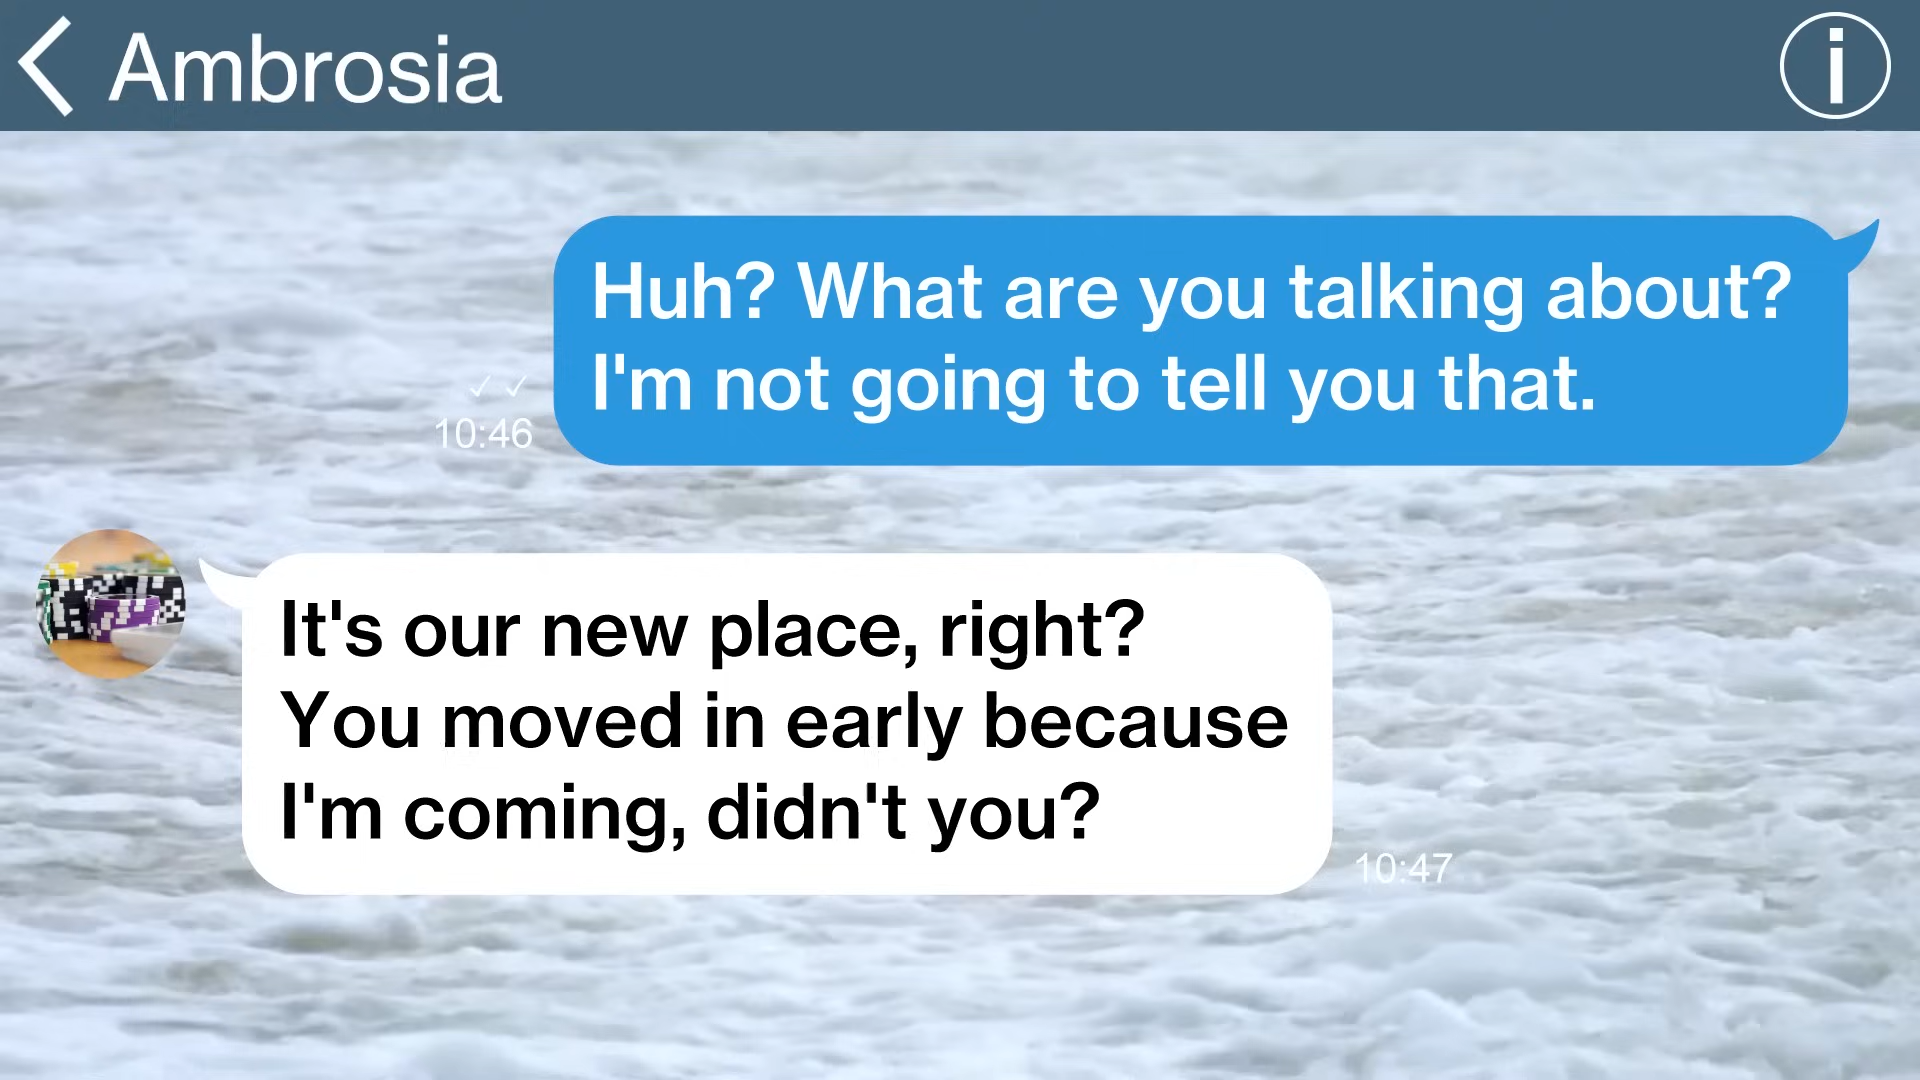 Ambrosia
Huh? What are you talking about?
I'm not going to tell you that.
10:46
It's our new place, right?
You moved in early because
I'm coming, didn't you?
10:47